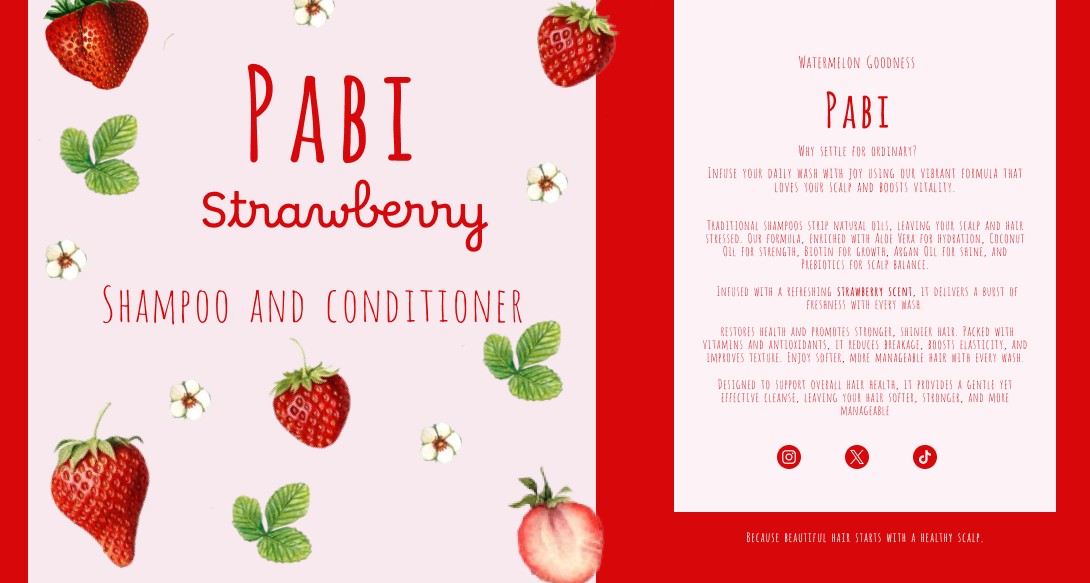 Pabi
Strawberry
Shampoo and conditioner
Watermelon Goodness
Pabi
Why settle for ordinary?
Infuse your daily wash with joy using our vibrant formula that
loves your scalp and boosts vitality.
Traditional shampoos strip natural oils, leaving your scalp and hair
stressed. Our formula, enriched with Aloe Vera for hydration, Coconut
Oil for strength, Biotin for growth, Argan Oil for shine, and
Prebiotics for scalp balance.
Infused with a refreshing strawberry scent, it delivers a burst of
freshness with every wash.
restores health and promotes stronger, shinier hair. Packed with
vitamins and antioxidants, it reduces breakage, boosts elasticity, and
improves texture. Enjoy softer, more manageable hair with every wash.
Designed to support overall hair health, it provides a gentle yet
effective cleanse, leaving your hair softer, stronger, and more
manageable
Because beautiful hair starts with a healthy scalp.